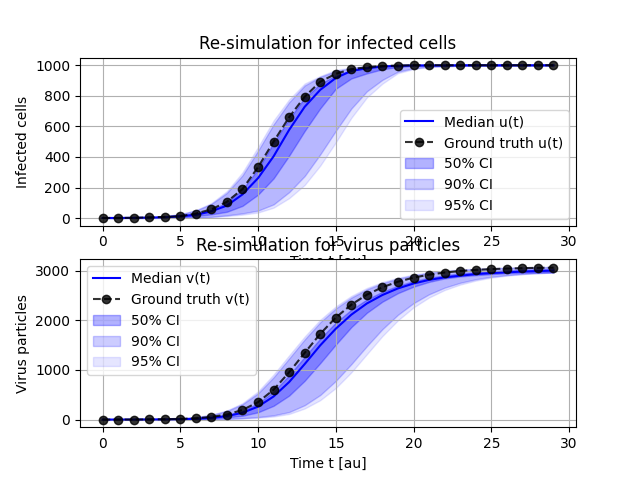 Re-simulation for infected cells
Infected cells
1000
800
600
400
200
0
Median u(t)
Ground truth u(t)
50% CI
90% CI
95% CI
0 5 10 15 20 25 30
Time t [au]
Re-simulation for virus particles
Virus particles
3000
2000
1000
0
Median v(t)
Ground truth v(t)
50% CI
90% CI
95% CI
0 5 10 15 20 25 30
Time t [au]